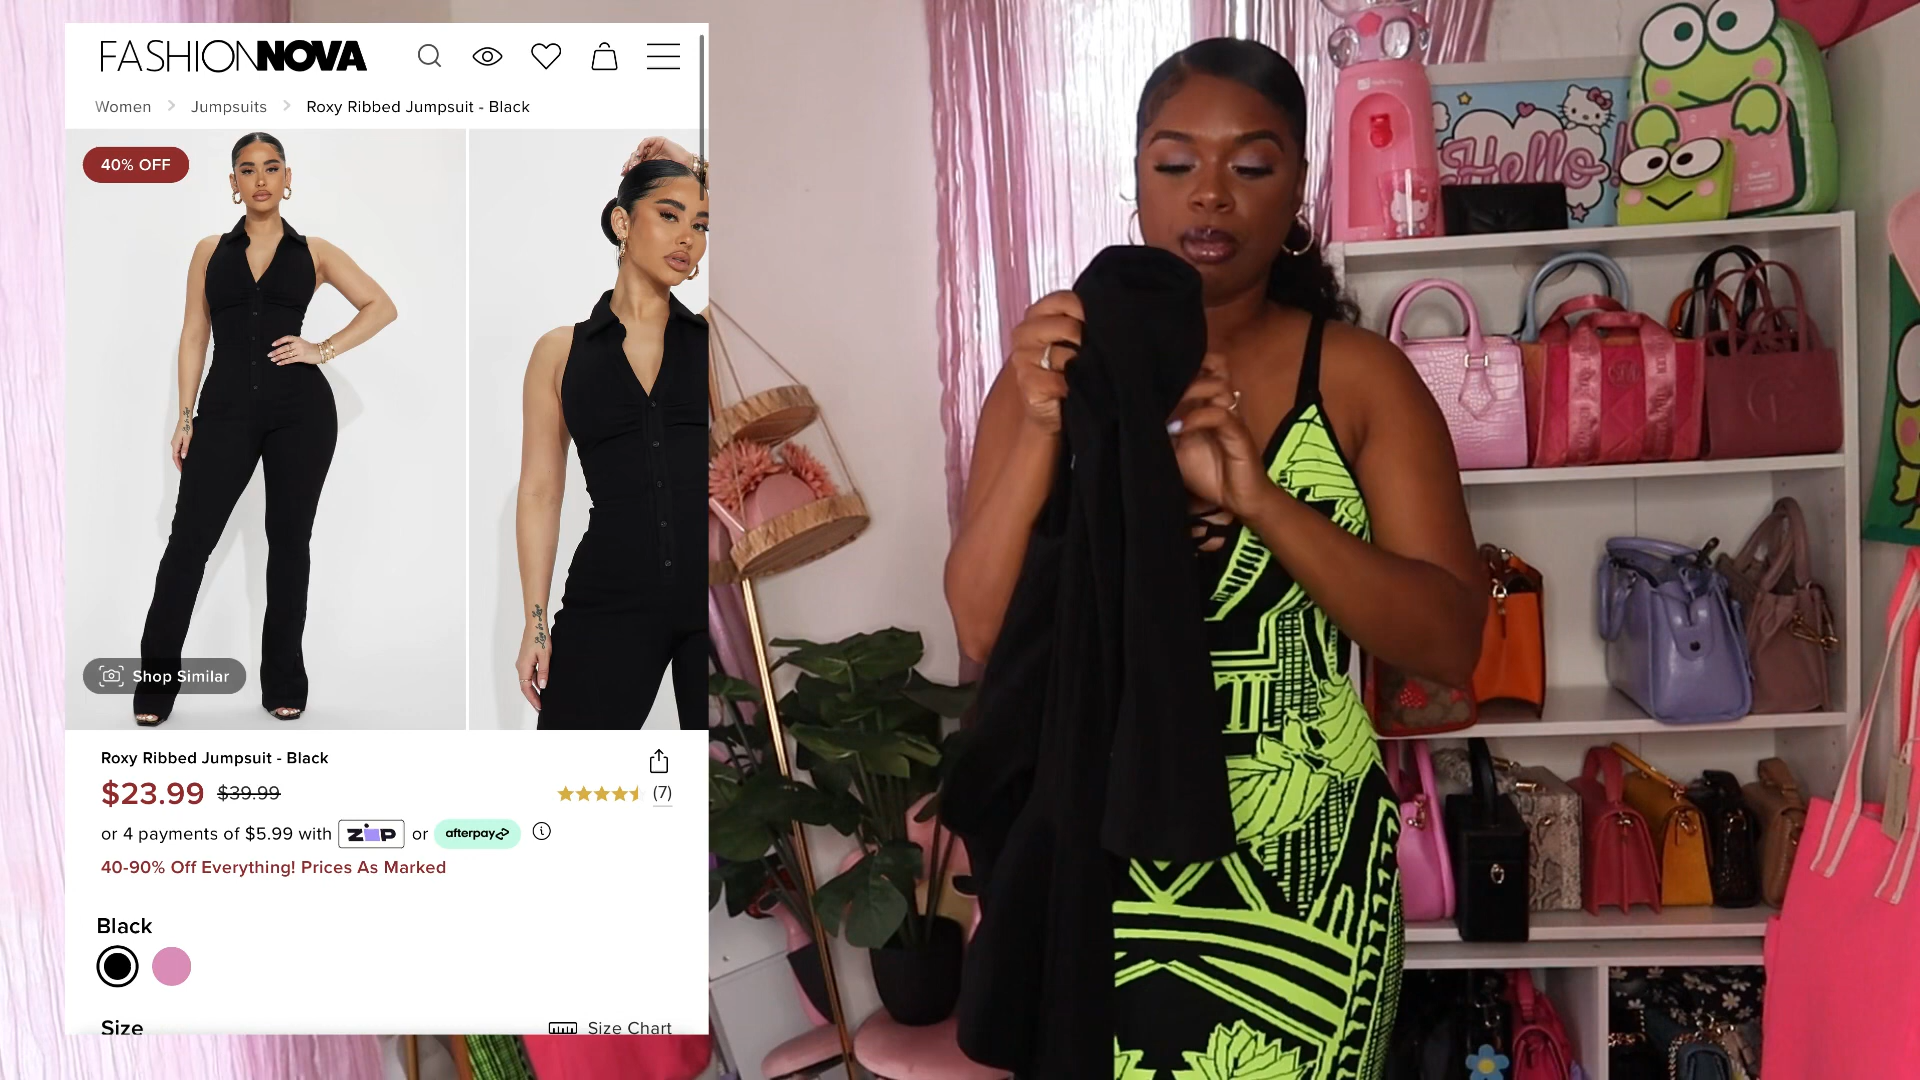 FASHIONNOVA
Women > Jumpsuits > Roxy Ribbed Jumpsuit - Black
40% OFF
Shop Similar
Roxy Ribbed Jumpsuit - Black
$23.99 $39.99
(7)
or 4 payments of $5.99 with ZIP or afterpay
40-90% Off Everything! Prices As Marked
Black
Size Size Chart
Hello!